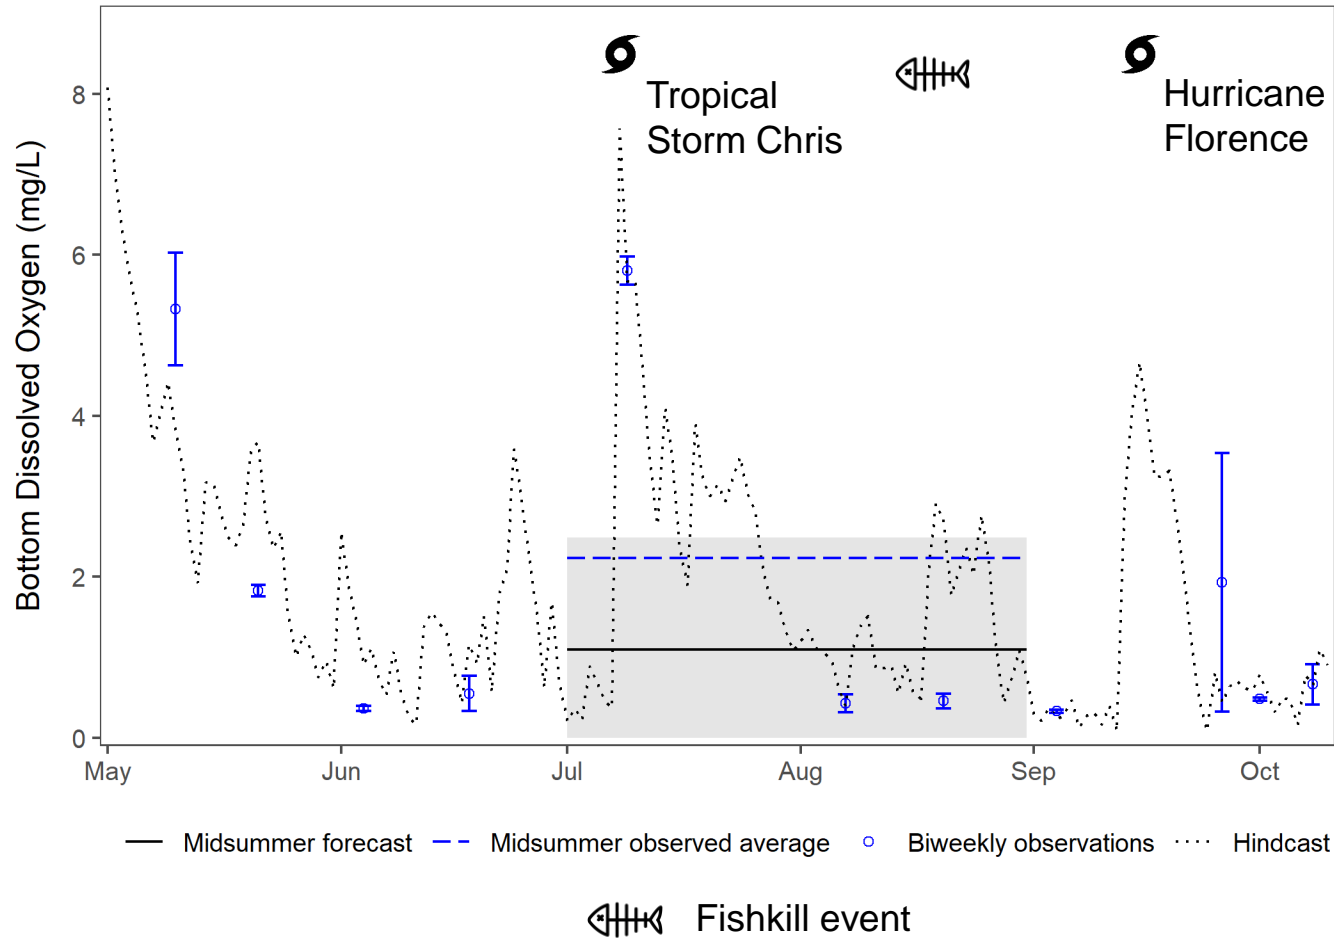 Tropical
Storm Chris
Hurricane
Florence
Bottom Dissolved Oxygen (mg/L)
8
6
4
2
0
May
Jun
Jul
Aug
Sep
Oct
Midsummer forecast
Midsummer observed average
Biweekly observations
Hindcast
Fishkill event